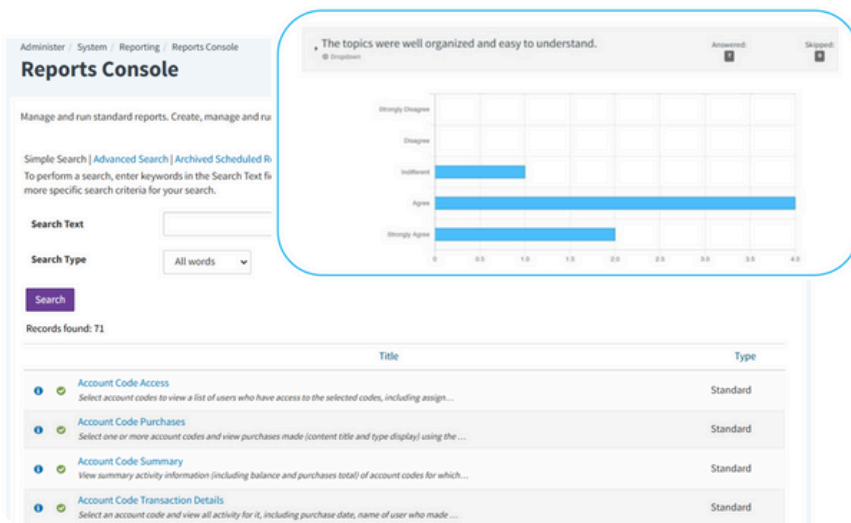 Administer / System / Reporting / Reports Console
Reports Console
Manage and run standard reports. Create, manage and ru
Simple Search | Advanced Search | Archived Scheduled R
To perform a search, enter keywords in the Search Text fi
more specific search criteria for your search.
Search Text
Search Type
All words
Search
Records found: 71
Title Type
Account Code Access
Select account codes to view a list of users who have access to the selected codes, including assign...
Standard
Account Code Purchases
Select one or more account codes and view purchases made (content title and type display) using the ...
Standard
Account Code Summary
View summary activity information (including balance and purchases total) of account codes for which...
Standard
Account Code Transaction Details
Select an account code and view all activity for it, including purchase date, name of user who made ...
Standard
The topics were well organized and easy to understand.
Dropdown
Answered:
7
Skipped:
0
Strongly Disagree
Disagree
Indifferent
Agree
Strongly Agree
0 0.5 1.0 1.5 2.0 2.5 3.0 3.5 4.0